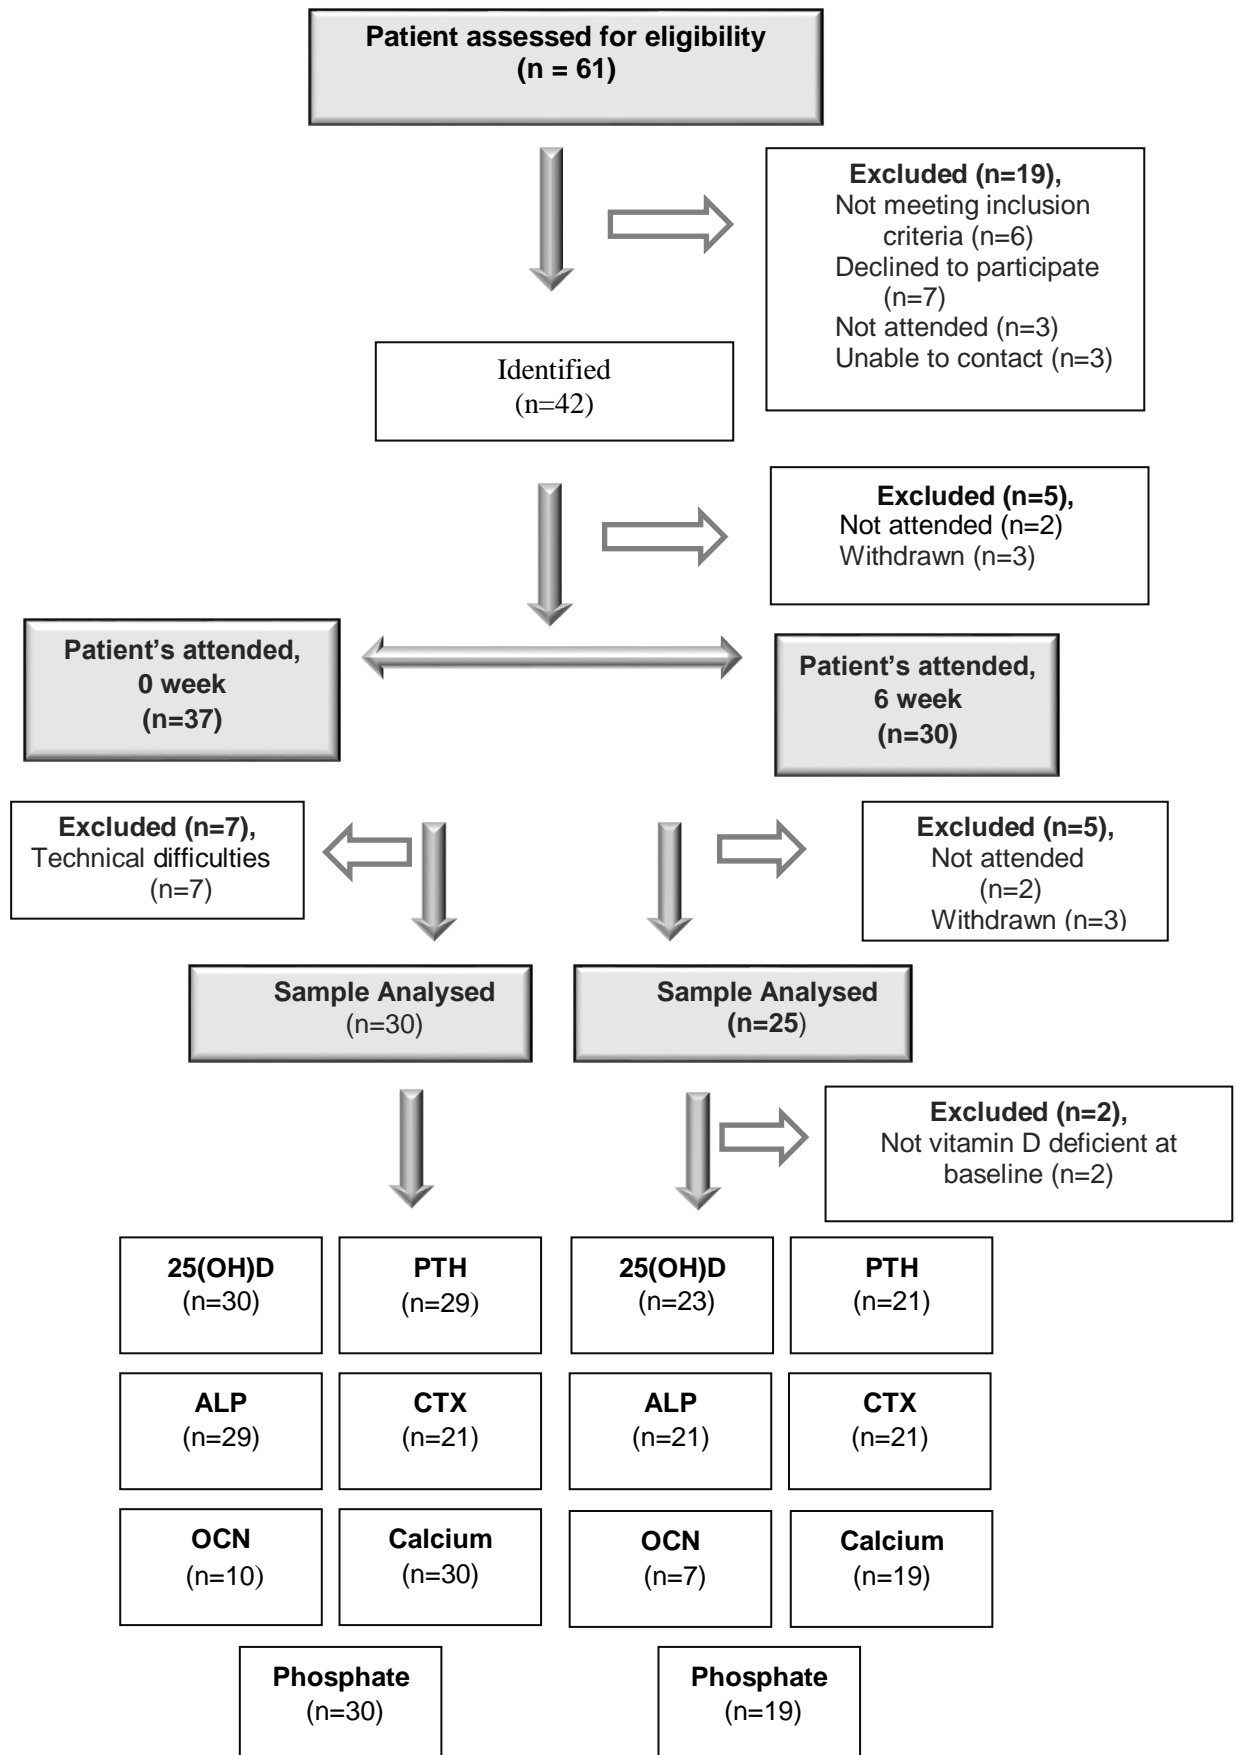 Patient assessed for eligibility
(n = 61)
Excluded (n=19),
Not meeting inclusion
criteria (n=6)
Declined to participate
(n=7)
Not attended (n=3)
Unable to contact (n=3)
Identified
(n=42)
Excluded (n=5),
Not attended (n=2)
Withdrawn (n=3)
Patient’s attended,
0 week
(n=37)
Patient’s attended,
6 week
(n=30)
Excluded (n=7),
Technical difficulties
(n=7)
Excluded (n=5),
Not attended
(n=2)
Withdrawn (n=3)
Sample Analysed
(n=30)
Sample Analysed
(n=25)
Excluded (n=2),
Not vitamin D deficient at
baseline (n=2)
25(OH)D
(n=30)
PTH
(n=29)
25(OH)D
(n=23)
PTH
(n=21)
ALP
(n=29)
CTX
(n=21)
ALP
(n=21)
CTX
(n=21)
OCN
(n=10)
Calcium
(n=30)
OCN
(n=7)
Calcium
(n=19)
Phosphate
(n=30)
Phosphate
(n=19)